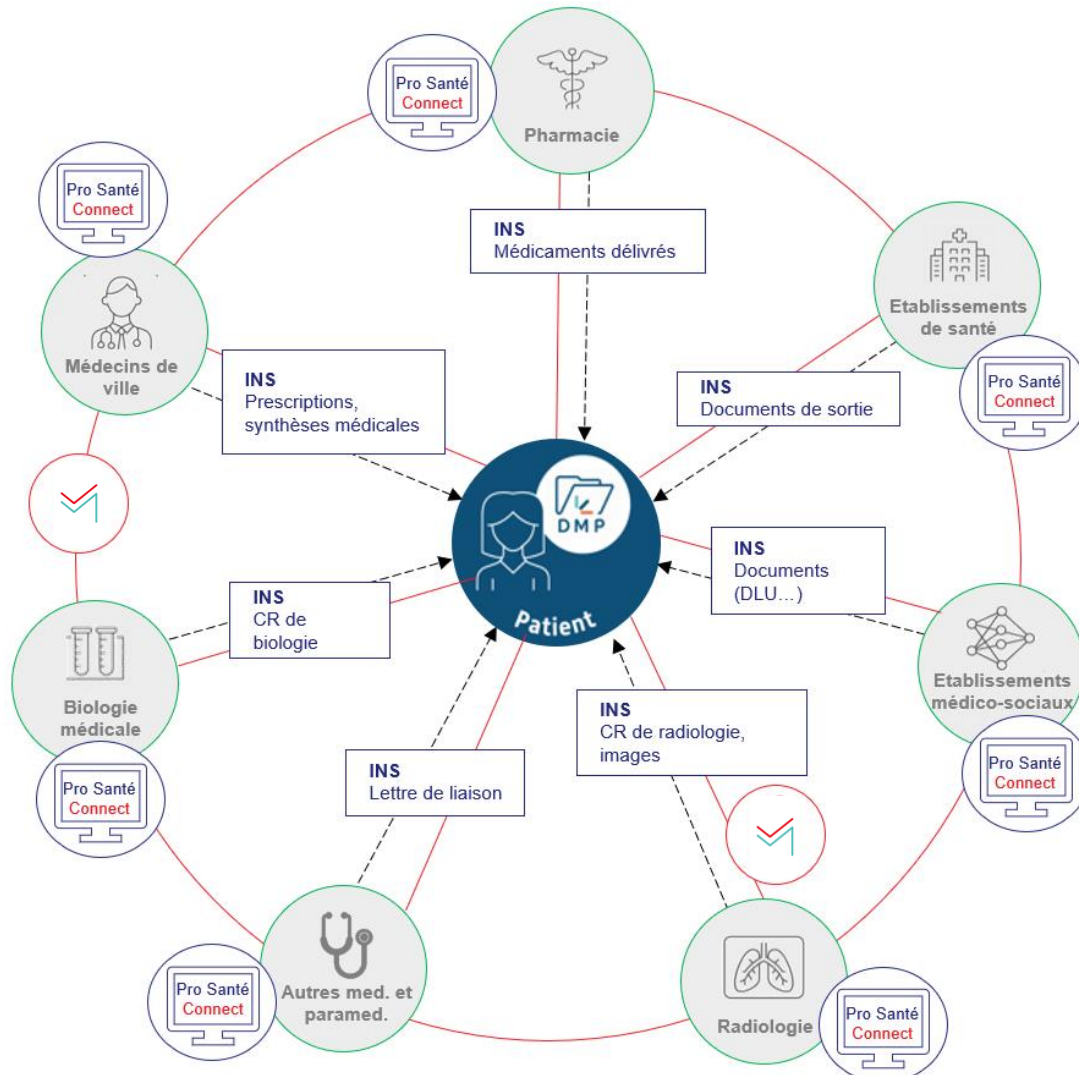 Pro Santé
Connect
Pharmacie
Pro Santé
Connect
INS
Médicaments délivrés
Etablissements
de santé
Médecins de
ville
INS
Prescriptions,
synthèses médicales
INS
Documents de sortie
Pro Santé
Connect
DMP
Patient
INS
Documents
(DLU…)
INS
CR de
biologie
Biologie
médicale
Etablissements
médico-sociaux
INS
CR de radiologie,
images
INS
Lettre de liaison
Pro Santé
Connect
Pro Santé
Connect
Autres med. et
paramed.
Pro Santé
Connect
Radiologie
Pro Santé
Connect